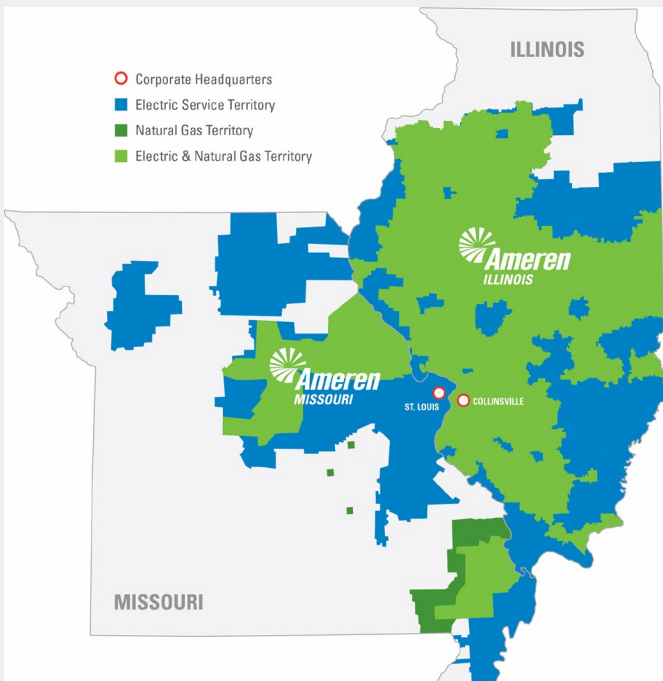 ILLINOIS
Corporate Headquarters
Electric Service Territory
Natural Gas Territory
Electric & Natural Gas Territory
Ameren
ILLINOIS
Ameren
MISSOURI
ST. LOUIS
COLLINSVILLE
MISSOURI